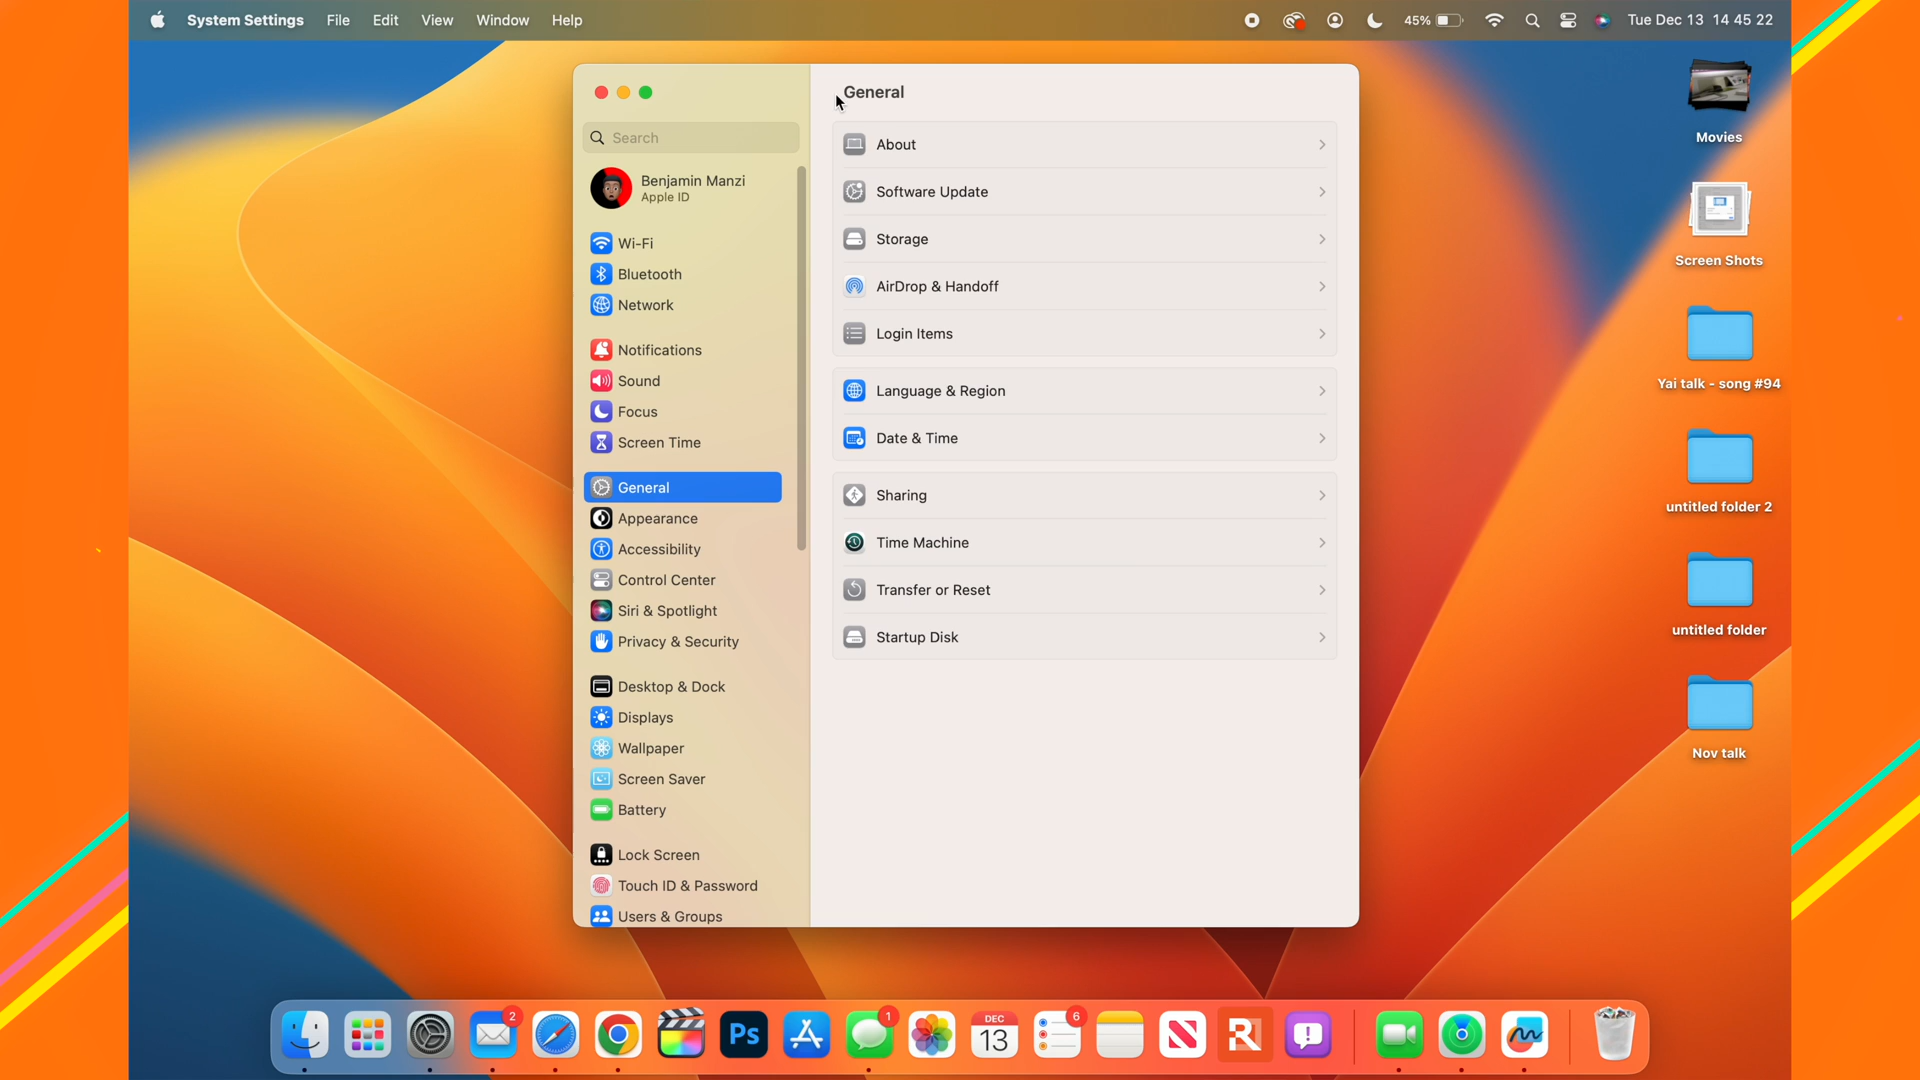 System Settings File Edit View Window Help 45% Tue Dec 13 14 45 22
General
Search
Benjamin Manzi
Apple ID
Wi-Fi
Bluetooth
Network
Notifications
Sound
Focus
Screen Time
General
Appearance
Accessibility
Control Center
Siri & Spotlight
Privacy & Security
Desktop & Dock
Displays
Wallpaper
Screen Saver
Battery
Lock Screen
Touch ID & Password
Users & Groups
About
Software Update
Storage
AirDrop & Handoff
Login Items
Language & Region
Date & Time
Sharing
Time Machine
Transfer or Reset
Startup Disk
Movies
Screen Shots
Yai talk - song #94
untitled folder 2
untitled folder
Nov talk
2
Ps
1
DEC
13
6